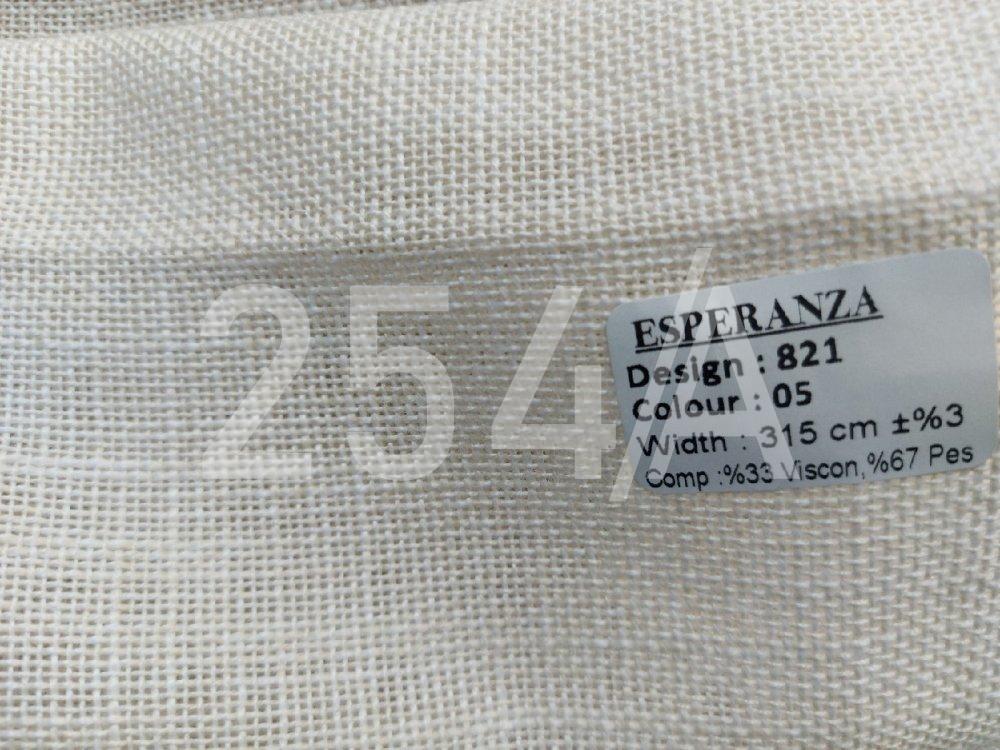 254/A
ESPERANZA
Design : 821
Colour : 05
Width : 315 cm ±%3
Comp :%33 Viscon,%67 Pes